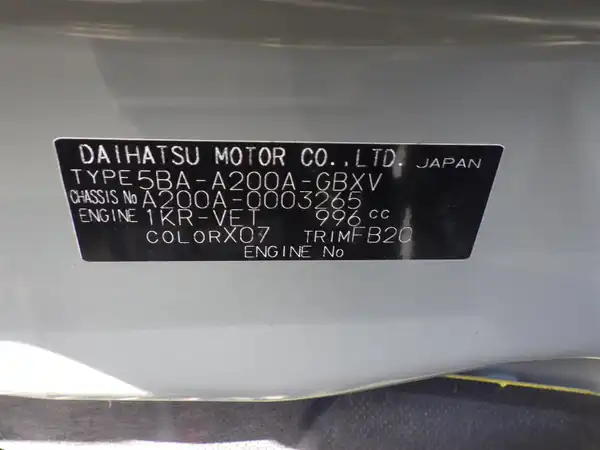 DAIHATSU MOTOR CO.,LTD. JAPAN
TYPE 5BA-A200A-GBXV
CHASSIS No A200A-0003265
ENGINE 1KR-VET 996 CC
COLOR X07 TRIM FB20
ENGINE No